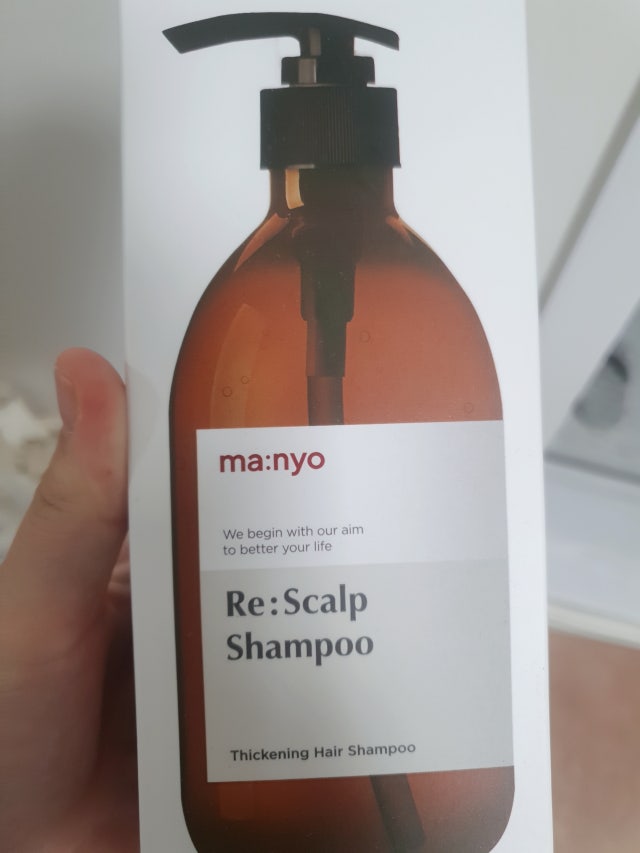 ma:nyo
We begin with our aim
to better your life
Re:Scalp
Shampoo
Thickening Hair Shampoo